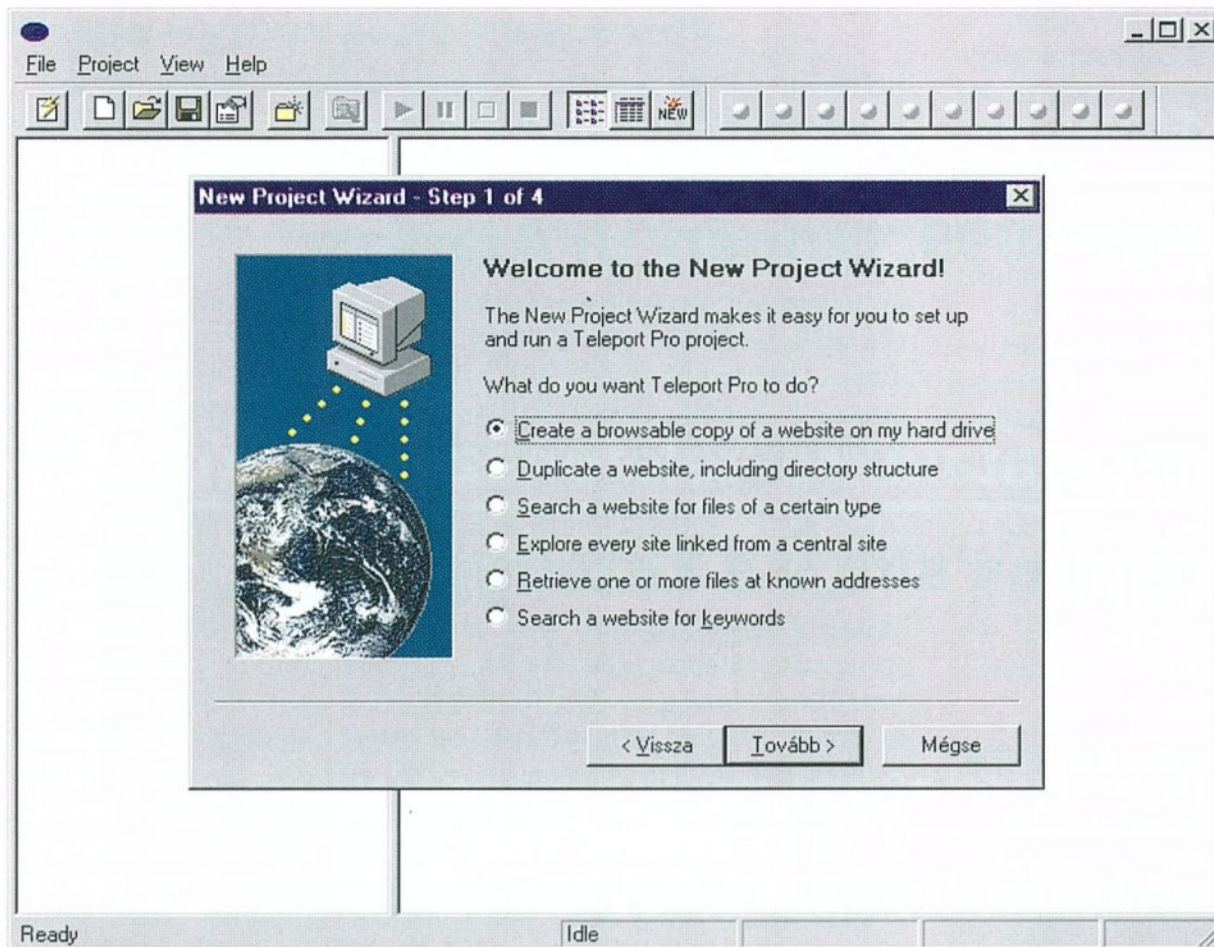 File Project View Help
NEW
New Project Wizard - Step 1 of 4
Welcome to the New Project Wizard!
The New Project Wizard makes it easy for you to set up
and run a Teleport Pro project.
What do you want Teleport Pro to do?
Create a browsable copy of a website on my hard drive
Duplicate a website, including directory structure
Search a website for files of a certain type
Explore every site linked from a central site
Retrieve one or more files at known addresses
Search a website for keywords
< Vissza Tovább > Mégse
Ready Idle